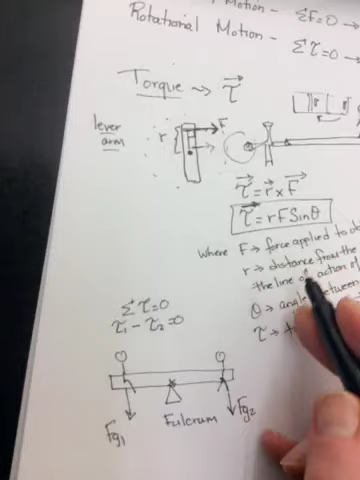 Motion - Σf=0 →
Rotational Motion -
Στ=0 →
Torque → τ
lever
arm
r
F
τ = r x F
τ = rFSinθ
where F → force applied to
r → distance from the
the line of action of
θ → angle between
τ →
Στ=0
τ1 - τ2 = 0
Fg1
Fulcrum
Fg2